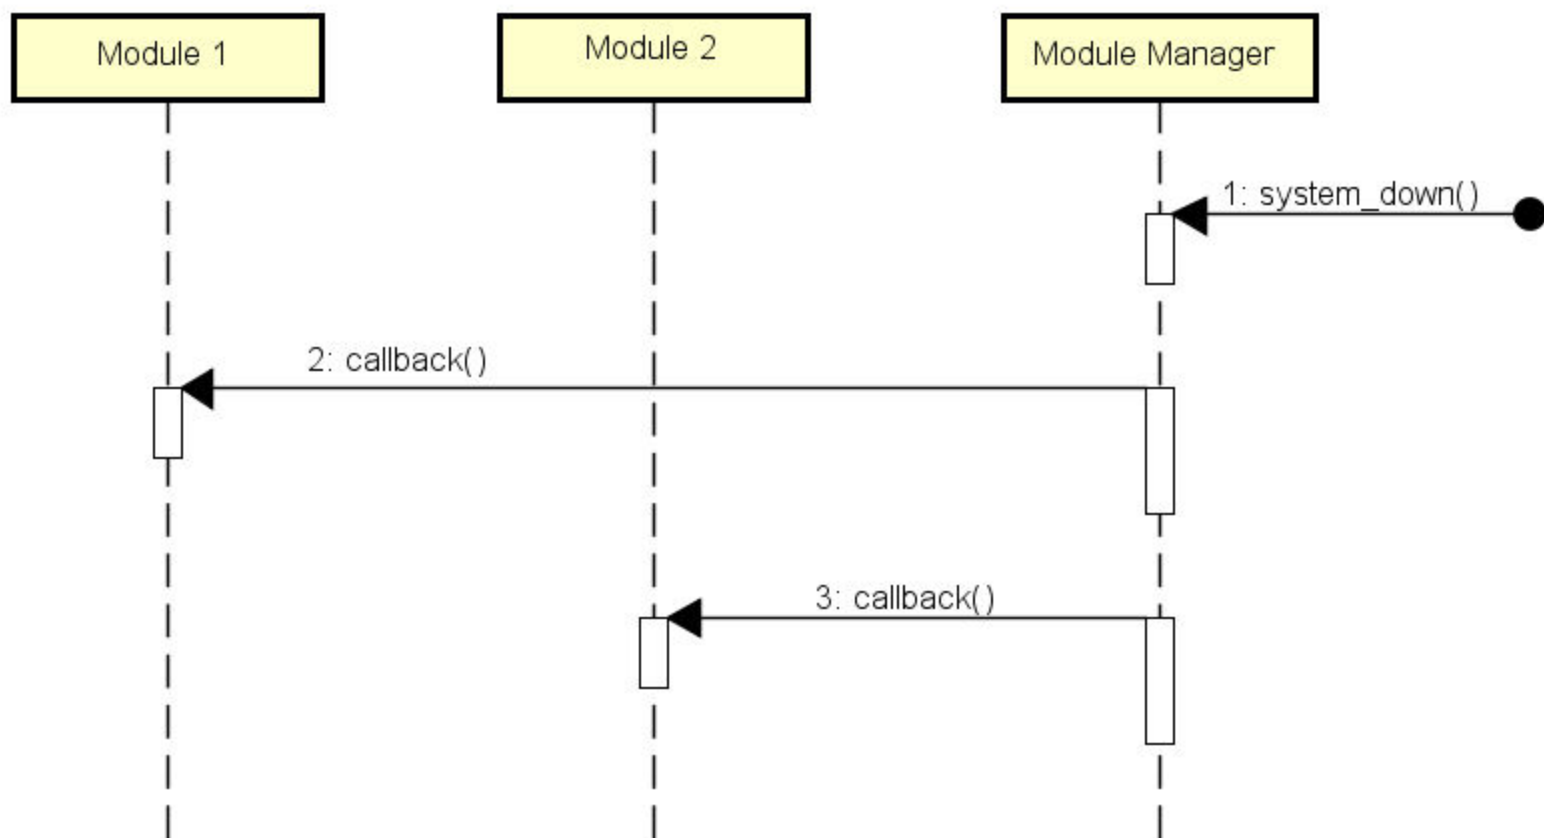 Module 1
Module 2
Module Manager
1: system_down()
2: callback()
3: callback()